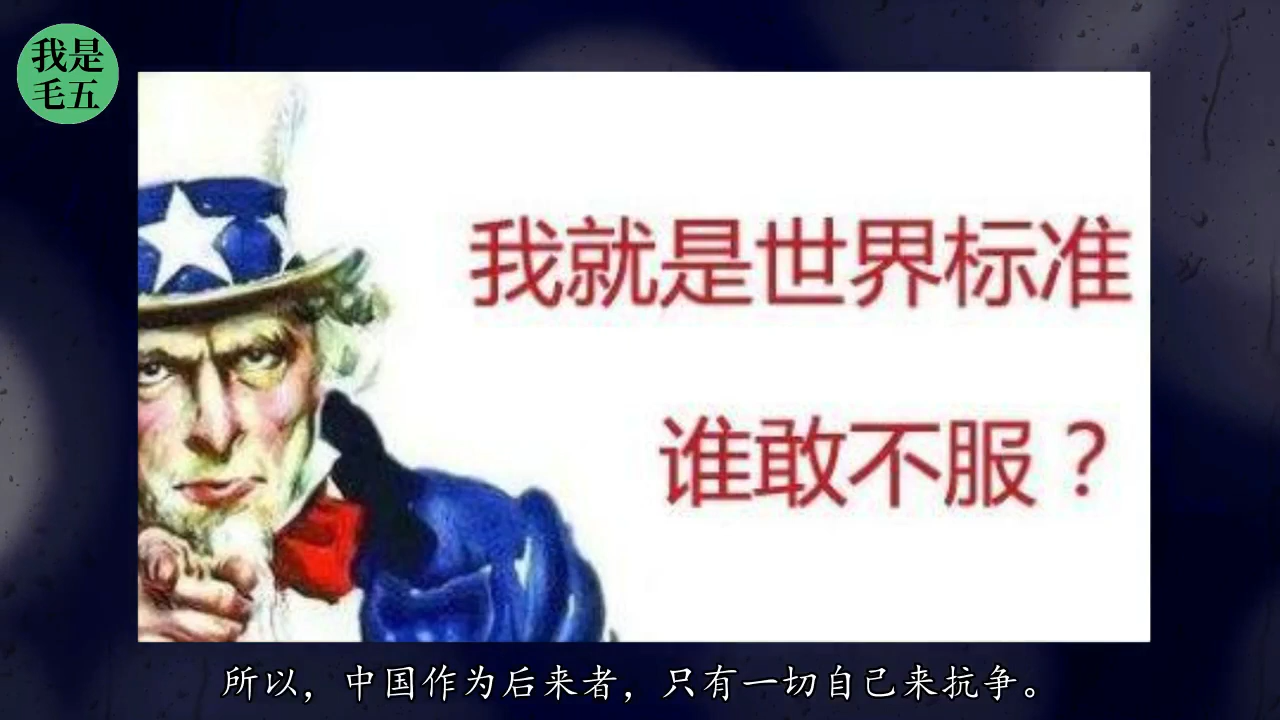 我是
毛五
我就是世界标准
谁敢不服？
所以，中国作为后来者，只有一切自己来抗争。